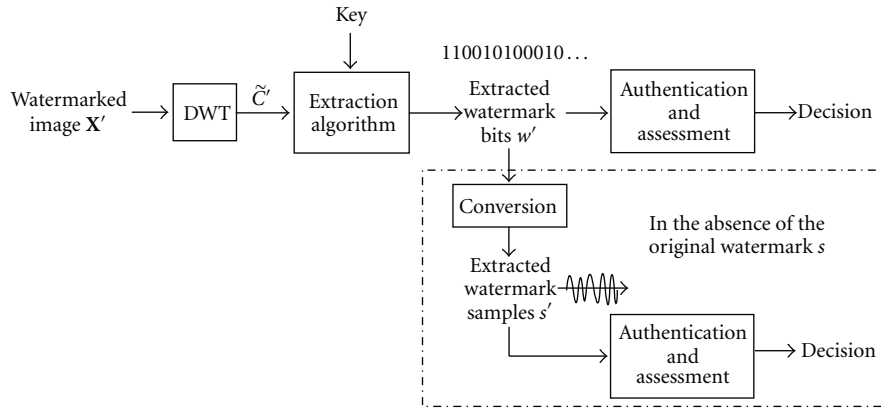 Key
110010100010...
Watermarked
image X′
DWT
C̃′
Extraction
algorithm
Extracted
watermark
bits w′
Authentication
and
assessment
Decision
Conversion
In the absence of the
original watermark s
Extracted
watermark
samples s′
Authentication
and
assessment
Decision